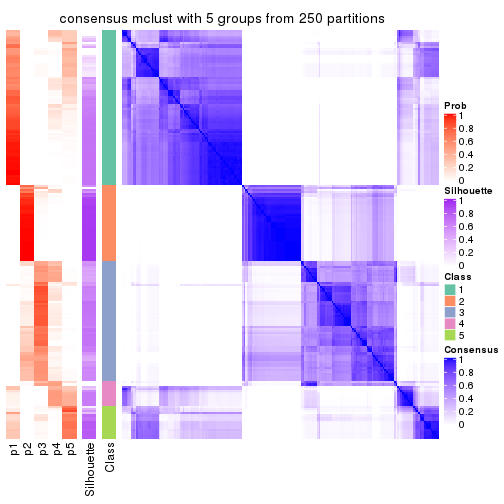 consensus mclust with 5 groups from 250 partitions
Prob
1
0.8
0.6
0.4
0.2
0
Silhouette
1
0.8
0.6
0.4
0.2
0
Class
1
2
3
4
5
Consensus
1
0.8
0.6
0.4
0.2
0
p1
p2
p3
p4
p5
Silhouette
Class